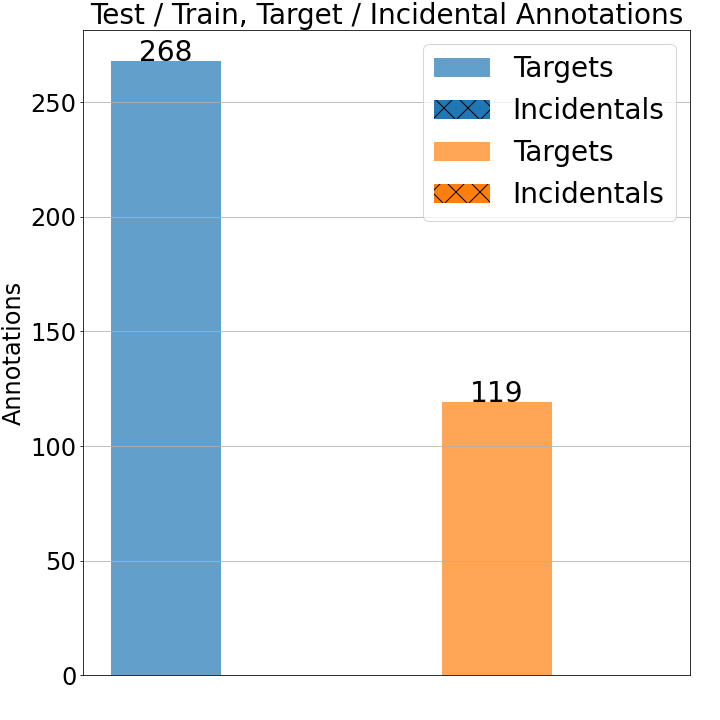 Test / Train, Target / Incidental Annotations
268
Targets
Incidentals
Targets
Incidentals
119
Annotations
250
200
150
100
50
0